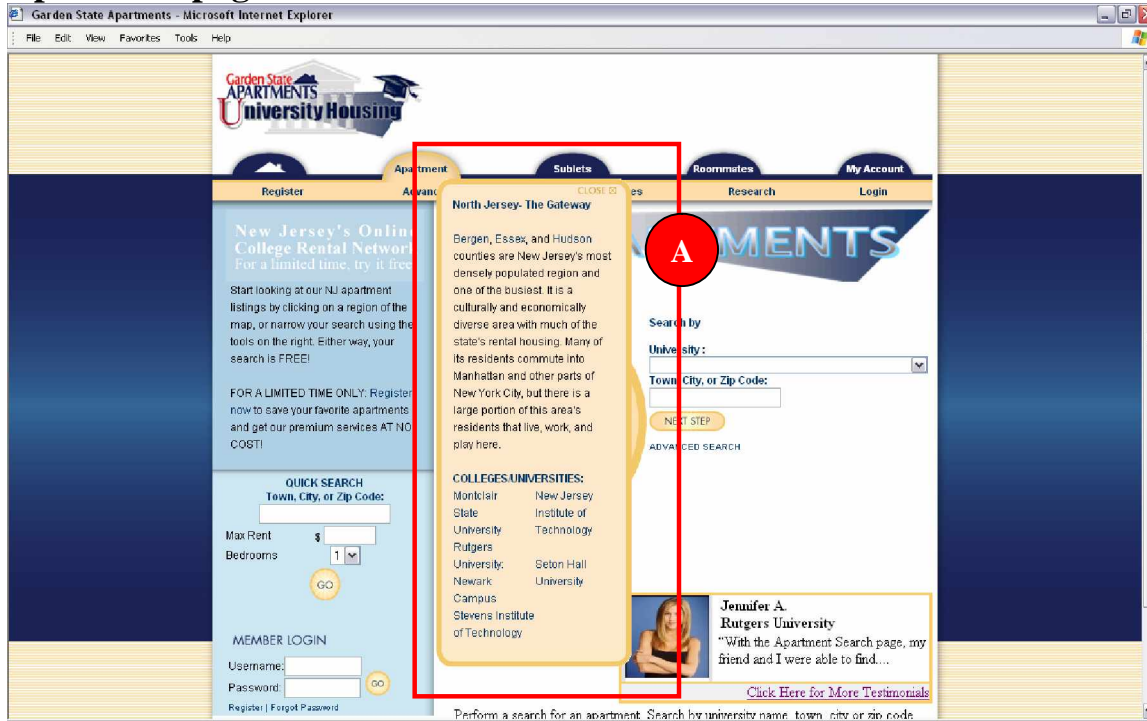 Garden State Apartments - Microsoft Internet Explorer
File Edit View Favorites Tools Help
Garden State
APARTMENTS
University Housing
Apartment Sublets Roommates My Account
Register Advan es Research Login
CLOSE
North Jersey- The Gateway
Bergen, Essex, and Hudson
counties are New Jersey's most
densely populated region and
one of the busiest. It is a
culturally and economically
diverse area with much of the
state's rental housing. Many of
its residents commute into
Manhattan and other parts of
New York City, but there is a
large portion of this area's
residents that live, work, and
play here.
COLLEGES/UNIVERSITIES:
Montclair
State
University
Rutgers
University:
Newark
Campus
Stevens Institute
of Technology
New Jersey
Institute of
Technology
Seton Hall
University
A
MENTS
New Jersey's Online
College Rental Network
For a limited time, try it free
Start looking at our NJ apartment
listings by clicking on a region of the
map, or narrow your search using the
tools on the right. Either way, your
search is FREE!
FOR A LIMITED TIME ONLY: Register
now to save your favorite apartments
and get our premium services AT NO
COST!
QUICK SEARCH
Town, City, or Zip Code:
Max Rent $
Bedrooms 1
GO
MEMBER LOGIN
Username:
Password:
GO
Register | Forgot Password
Search by
University :
Town, City, or Zip Code:
NEXT STEP
ADVANCED SEARCH
Jennifer A.
Rutgers University
"With the Apartment Search page, my
friend and I were able to find....
Click Here for More Testimonials
Perform a search for an apartment. Search by university name, town, city or zip code